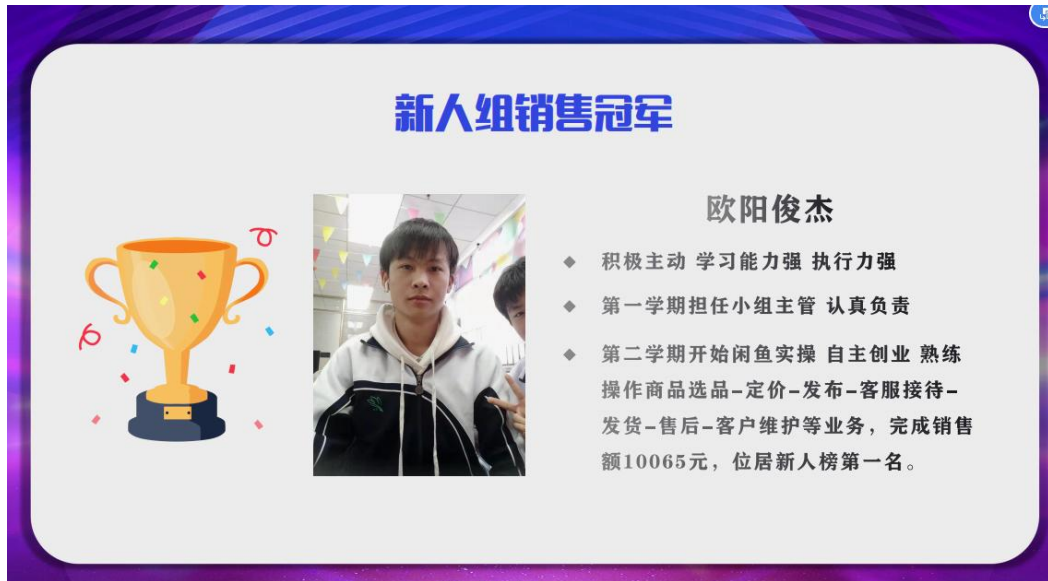 新人组销售冠军
欧阳俊杰
积极主动 学习能力强 执行力强
第一学期担任小组主管 认真负责
第二学期开始闲鱼实操 自主创业 熟练
操作商品选品-定价-发布-客服接待-
发货-售后-客户维护等业务，完成销售
额10065元，位居新人榜第一名。